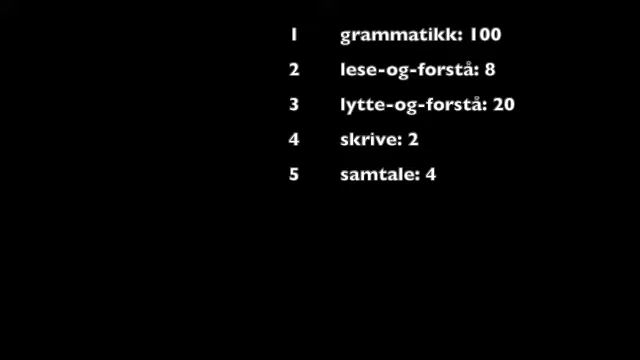 1 grammatikk: 100
2 lese-og-forstå: 8
3 lytte-og-forstå: 20
4 skrive: 2
5 samtale: 4